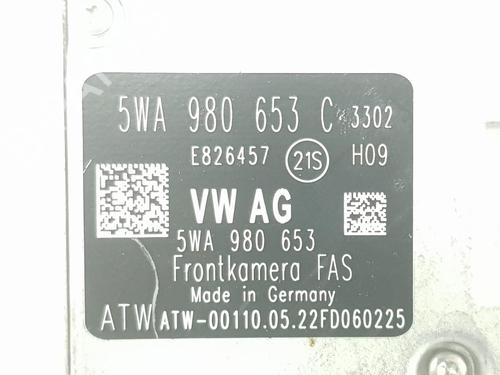 5WA 980 653 C 3302
E826457 21S H09
VW AG
5WA 980 653
Frontkamera FAS
Made in Germany
ATW ATW-00110.05.22FD060225